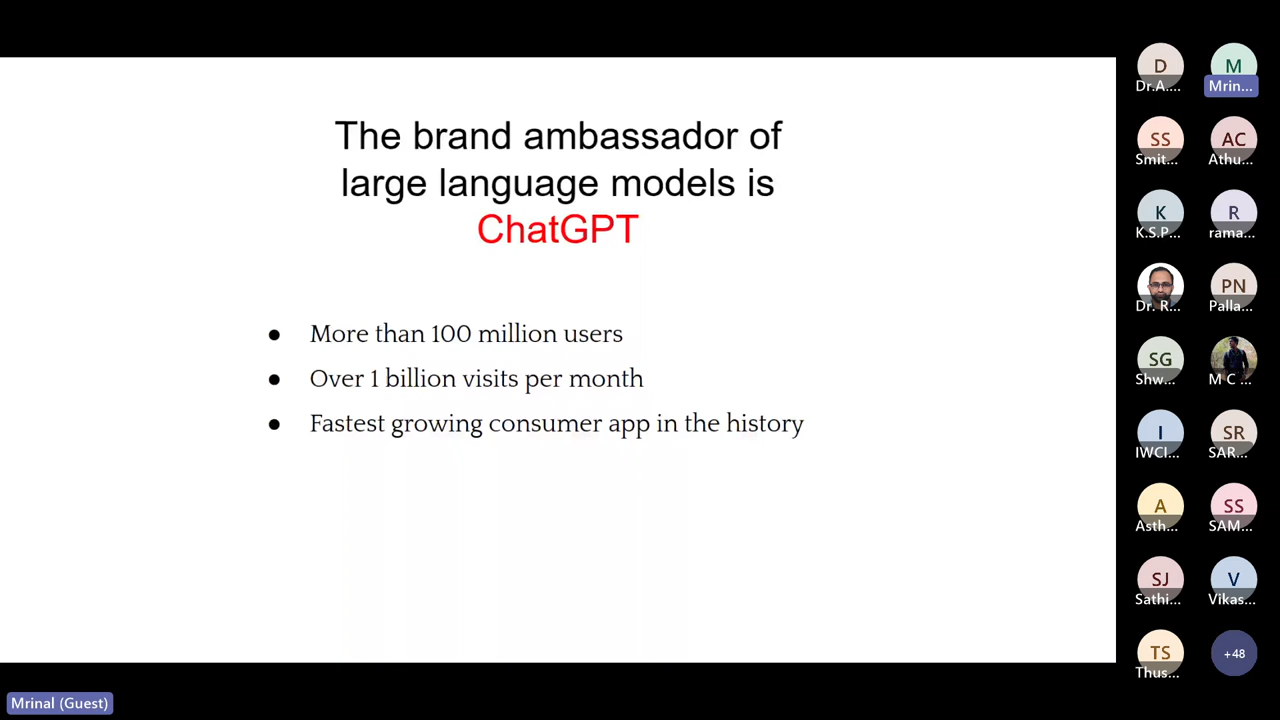 The brand ambassador of
large language models is
ChatGPT
● More than 100 million users
● Over 1 billion visits per month
● Fastest growing consumer app in the history
D
Dr.A....
M
Mrin...
SS
Smit...
AC
Athu...
K
K.S.P...
R
rama...
Dr. R...
PN
Palla...
SG
Shw...
M C ...
I
IWCI...
SR
SAR...
A
Asth...
SS
SAM...
SJ
Sathi...
V
Vikas...
TS
Thus...
+48
Mrinal (Guest)